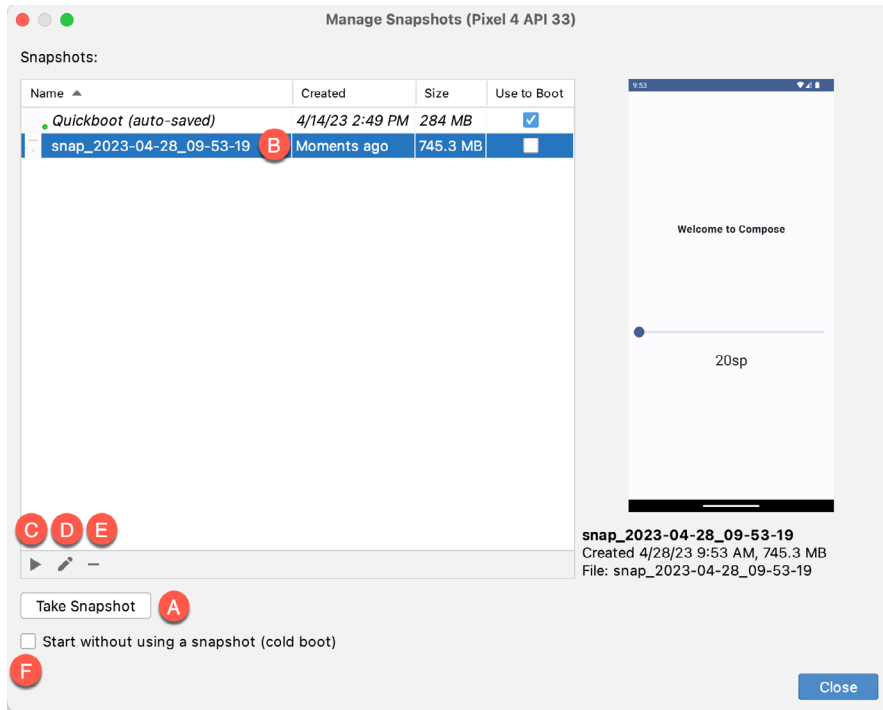 Manage Snapshots (Pixel 4 API 33)
Snapshots:
Name Created Size Use to Boot
Quickboot (auto-saved) 4/14/23 2:49 PM 284 MB
snap_2023-04-28_09-53-19 B Moments ago 745.3 MB
9:53
Welcome to Compose
20sp
C D E
snap_2023-04-28_09-53-19
Created 4/28/23 9:53 AM, 745.3 MB
File: snap_2023-04-28_09-53-19
Take Snapshot A
Start without using a snapshot (cold boot)
F
Close